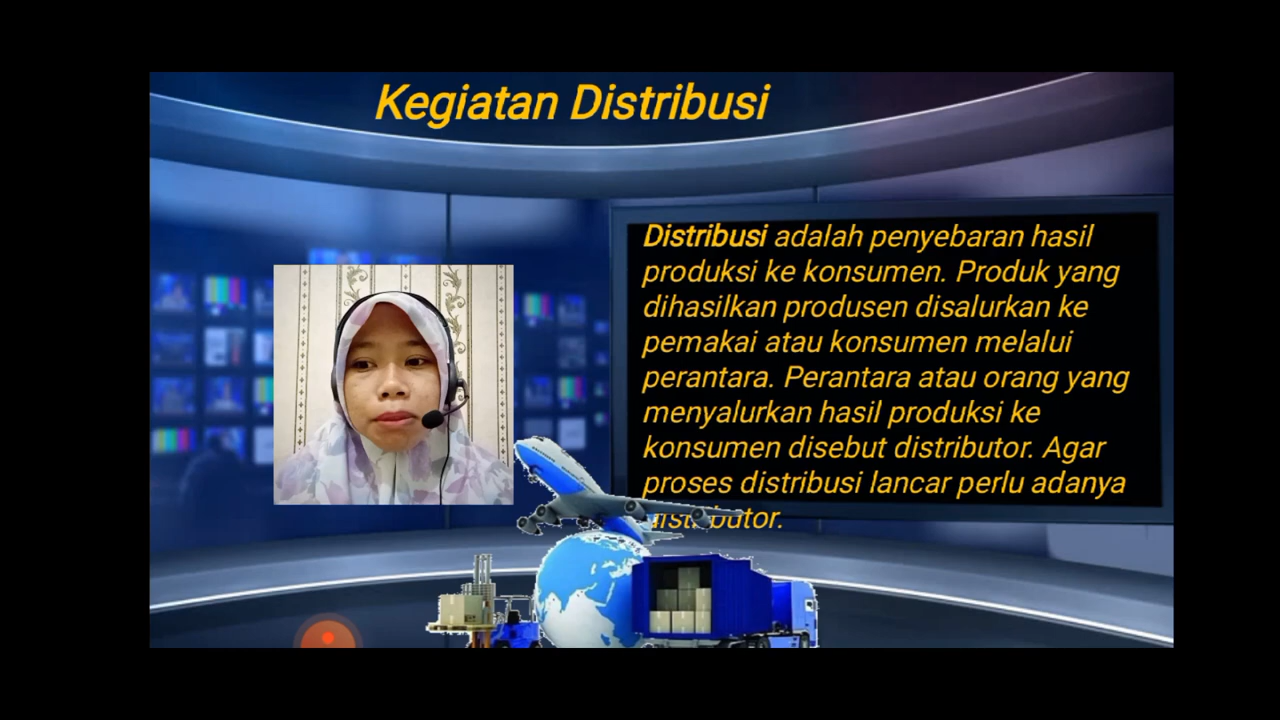 Kegiatan Distribusi
Distribusi adalah penyebaran hasil
produksi ke konsumen. Produk yang
dihasilkan produsen disalurkan ke
pemakai atau konsumen melalui
perantara. Perantara atau orang yang
menyalurkan hasil produksi ke
konsumen disebut distributor. Agar
proses distribusi lancar perlu adanya
distributor.